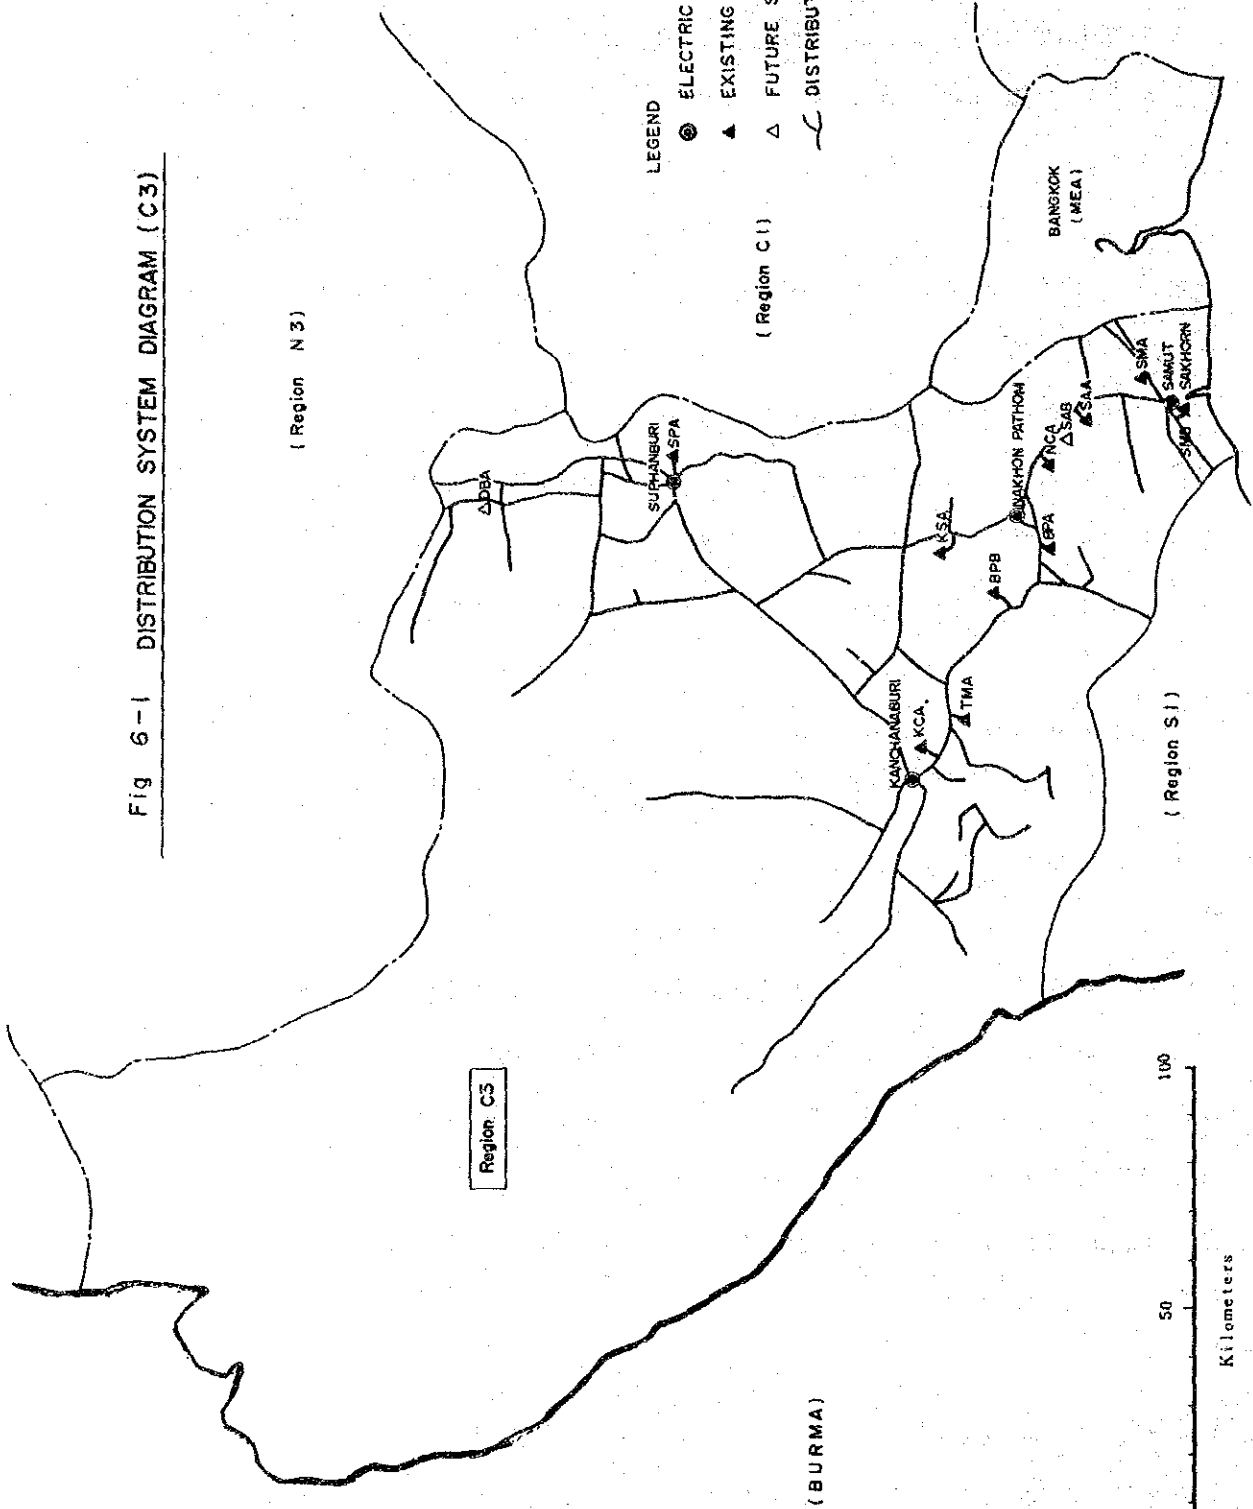 Fig 6-1 DISTRIBUTION SYSTEM DIAGRAM (C3)
(Region N3)
LEGEND
ELECTRIC
EXISTING
FUTURE S
DISTRIBUT
(Region C1)
Region C3
DBA
SUPHANBURI
SPA
BANGKOK
(MEA)
KANCHANABURI
KCA
TMA
KSA
BPB
NAKHON PATHOM
BPA
NCA
SAB
SAA
SMA
SAMUT
SAKHORN
SMB
(Region S1)
(BURMA)
50
100
Kilometers